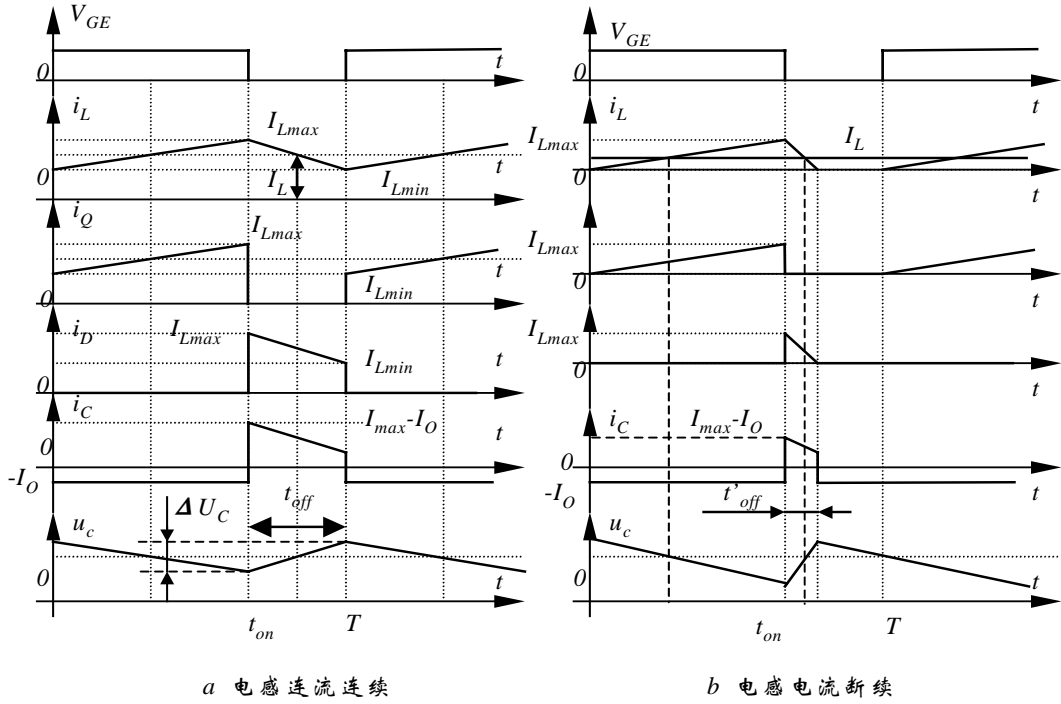 V_GE
0
t
i_L
I_Lmax
t
0
I_L
I_Lmin
i_Q
I_Lmax
t
0
I_Lmin
i_D
I_Lmax
I_Lmin
t
0
i_C
I_max-I_O
t
0
-I_O
t_off
Δ U_C
u_c
0
t
t_on
T
a 电感连流连续
V_GE
0
t
i_L
I_Lmax
I_L
0
t
I_Lmax
0
t
I_Lmax
0
t
i_C
I_max-I_O
0
t
-I_O
t'_off
u_c
0
t
t_on
T
b 电感电流断续